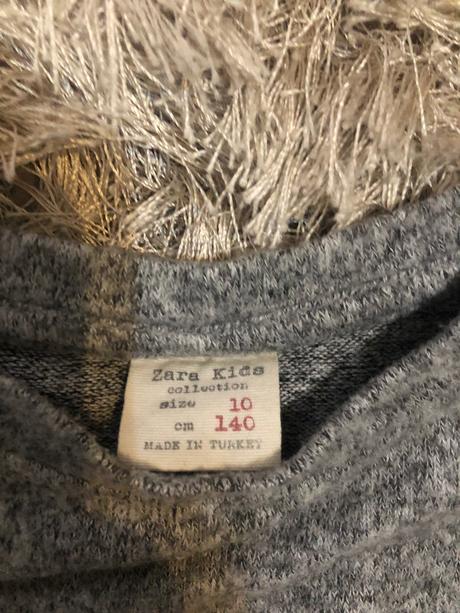 Zara Kids
collection
size 10
cm 140
MADE IN TURKEY